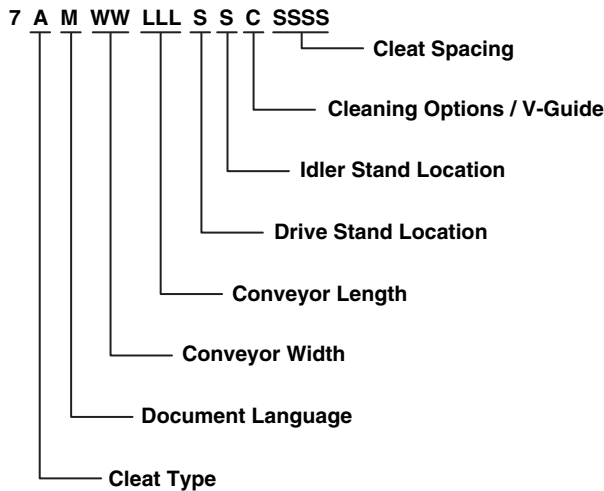 7 A M WW LLL S S C SSSS
Cleat Spacing
Cleaning Options / V-Guide
Idler Stand Location
Drive Stand Location
Conveyor Length
Conveyor Width
Document Language
Cleat Type